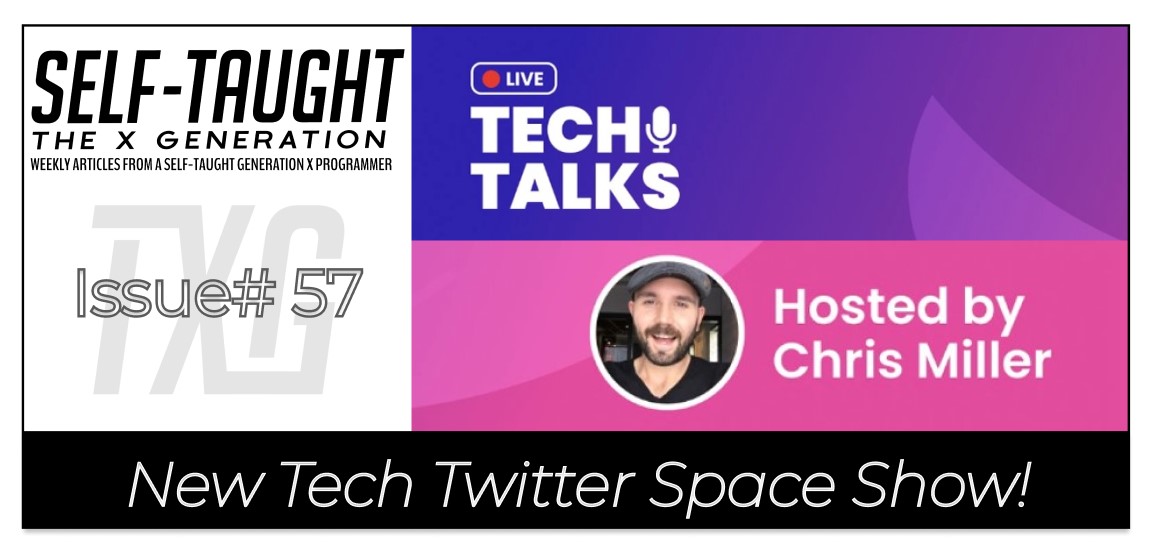 SELF-TAUGHT
THE X GENERATION
WEEKLY ARTICLES FROM A SELF-TAUGHT GENERATION X PROGRAMMER
TXG
Issue# 57
LIVE
TECH
TALKS
Hosted by
Chris Miller
New Tech Twitter Space Show!